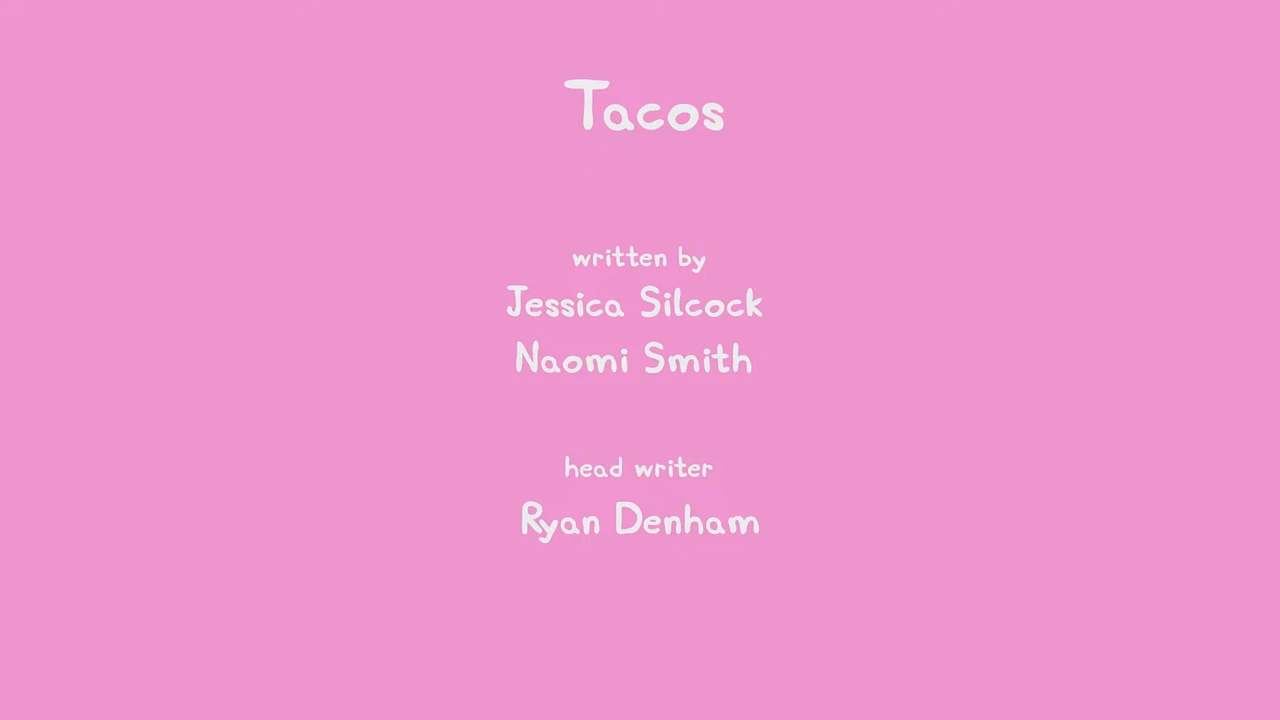 Tacos
written by
Jessica Silcock
Naomi Smith
head writer
Ryan Denham